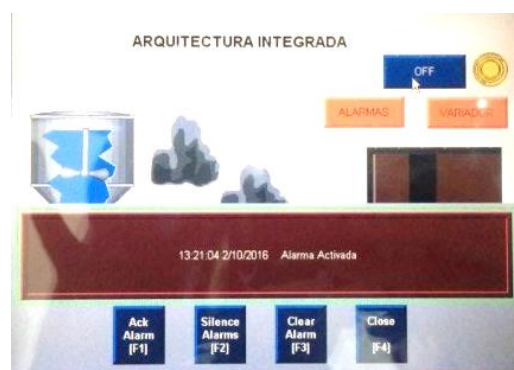 ARQUITECTURA INTEGRADA
OFF
ALARMAS
VARIADOR
13:21:04 2/10/2016 Alarma Activada
Ack
Alarm
[F1]
Silence
Alarms
[F2]
Clear
Alarm
[F3]
Close
[F4]